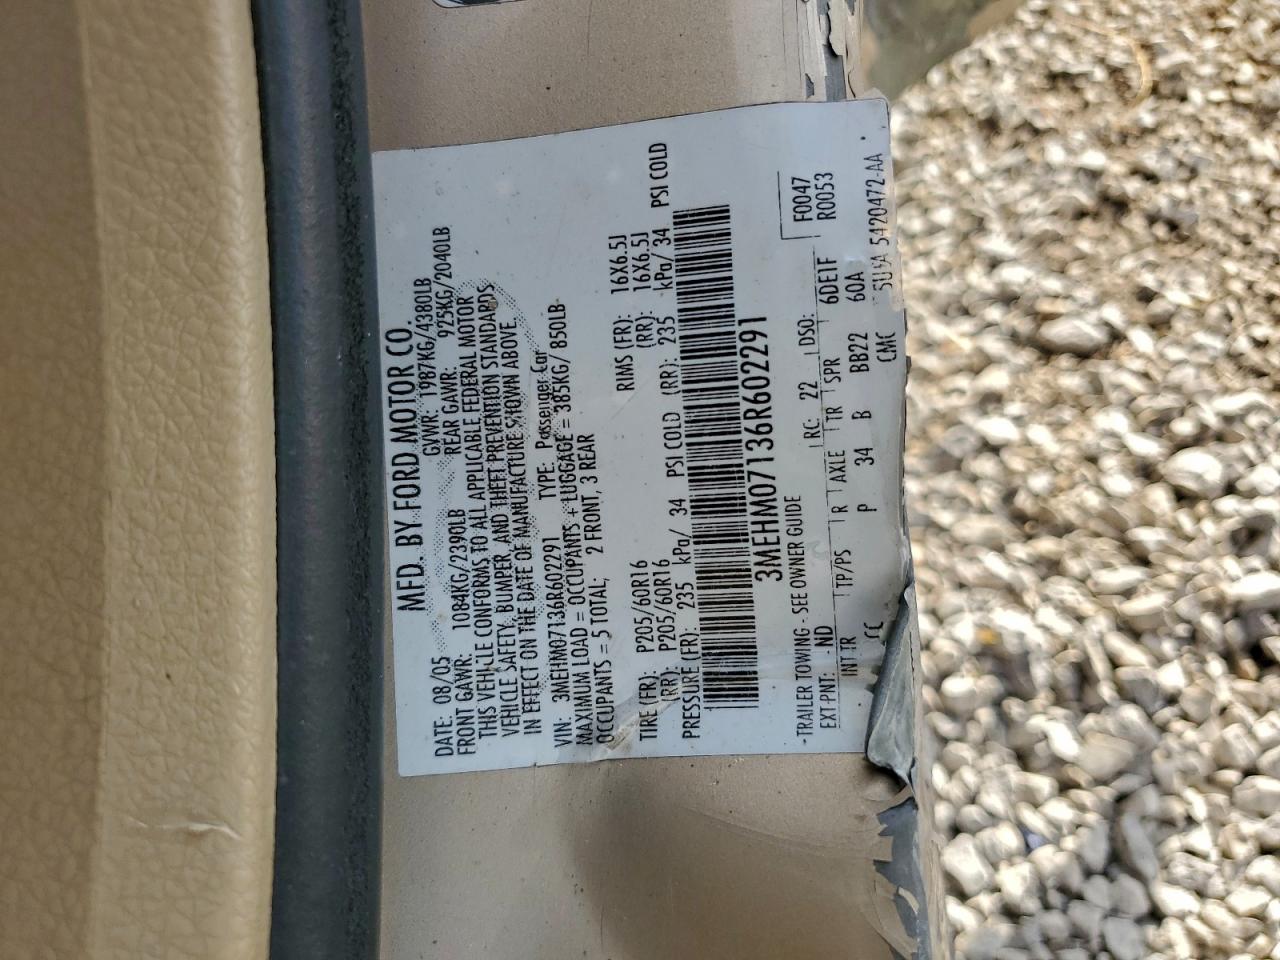 MFD. BY FORD MOTOR CO.
DATE: 08/05 GVWR: 1987KG/4380LB
FRONT GAWR: 1084KG/2390LB REAR GAWR: 925KG/2040LB
THIS VEHICLE CONFORMS TO ALL APPLICABLE FEDERAL MOTOR
VEHICLE SAFETY, BUMPER, AND THEFT PREVENTION STANDARDS
IN EFFECT ON THE DATE OF MANUFACTURE SHOWN ABOVE
VIN: 3MEHM07136R602291 TYPE: Passenger Car
MAXIMUM LOAD = OCCUPANTS + LUGGAGE = 385KG/ 850LB
OCCUPANTS = 5 TOTAL; 2 FRONT, 3 REAR
TIRE (FR): P205/60R16 RIMS (FR): 16X6.5J
(RR): P205/60R16 (RR): 16X6.5J
PRESSURE (FR): 235 kPa/ 34 PSI COLD (RR): 235 kPa/ 34 PSI COLD
3MEHM07136R602291
TRAILER TOWING - SEE OWNER GUIDE
F0047
EXT PNT: ND RC: 22 DSO: 6DE1F R0053
INT TR TP/PS R AXLE TR SPR 60A
CC P 34 B BB22
CMC 5U5A 5420472-AA